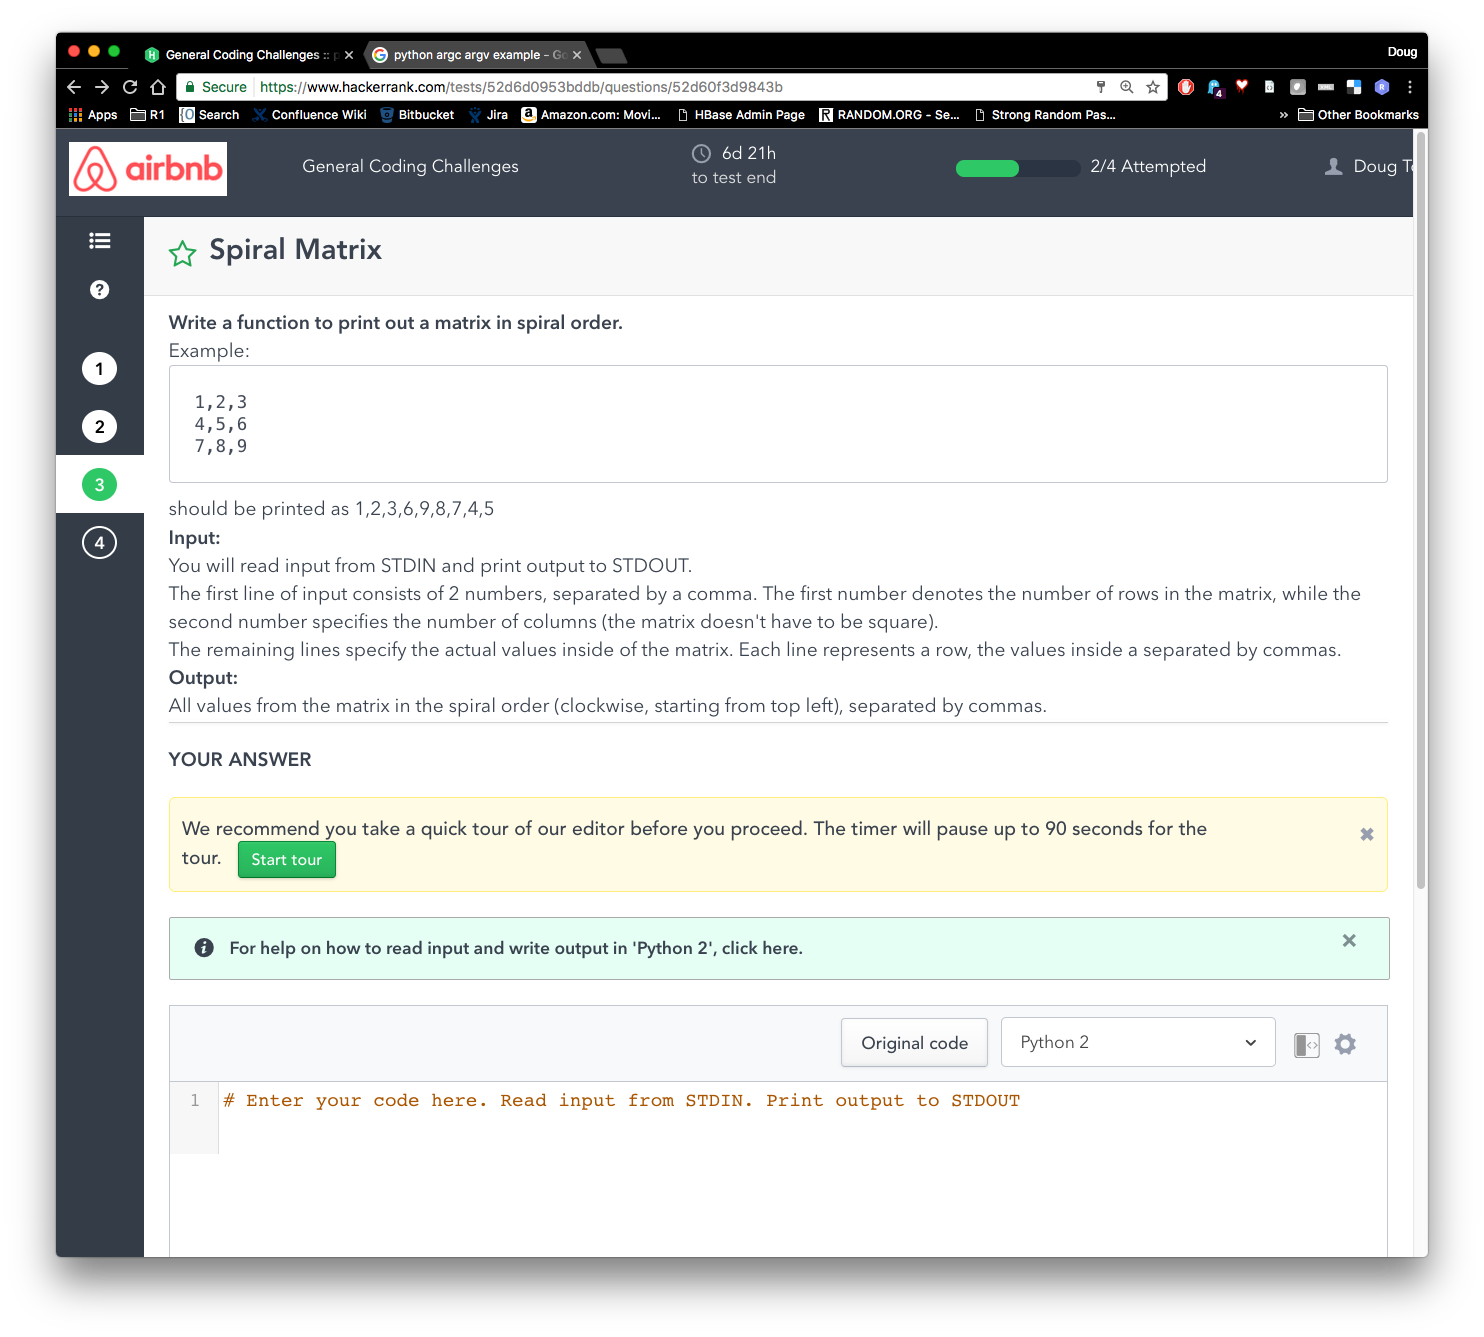 General Coding Challenges ::
python argc argv example - Go
Doug
Secure https://www.hackerrank.com/tests/52d6d0953bddb/questions/52d60f3d9843b
4
Apps R1 Search Confluence Wiki Bitbucket Jira Amazon.com: Movi... HBase Admin Page RANDOM.ORG - Se... Strong Random Pas... » Other Bookmarks
airbnb
General Coding Challenges
6d 21h
to test end
2/4 Attempted
Doug
Spiral Matrix
?
1
2
3
4
Write a function to print out a matrix in spiral order.
Example:
1,2,3
4,5,6
7,8,9
should be printed as 1,2,3,6,9,8,7,4,5
Input:
You will read input from STDIN and print output to STDOUT.
The first line of input consists of 2 numbers, separated by a comma. The first number denotes the number of rows in the matrix, while the
second number specifies the number of columns (the matrix doesn't have to be square).
The remaining lines specify the actual values inside of the matrix. Each line represents a row, the values inside a separated by commas.
Output:
All values from the matrix in the spiral order (clockwise, starting from top left), separated by commas.
YOUR ANSWER
We recommend you take a quick tour of our editor before you proceed. The timer will pause up to 90 seconds for the
tour. Start tour
For help on how to read input and write output in 'Python 2', click here.
Original code
Python 2
1 # Enter your code here. Read input from STDIN. Print output to STDOUT